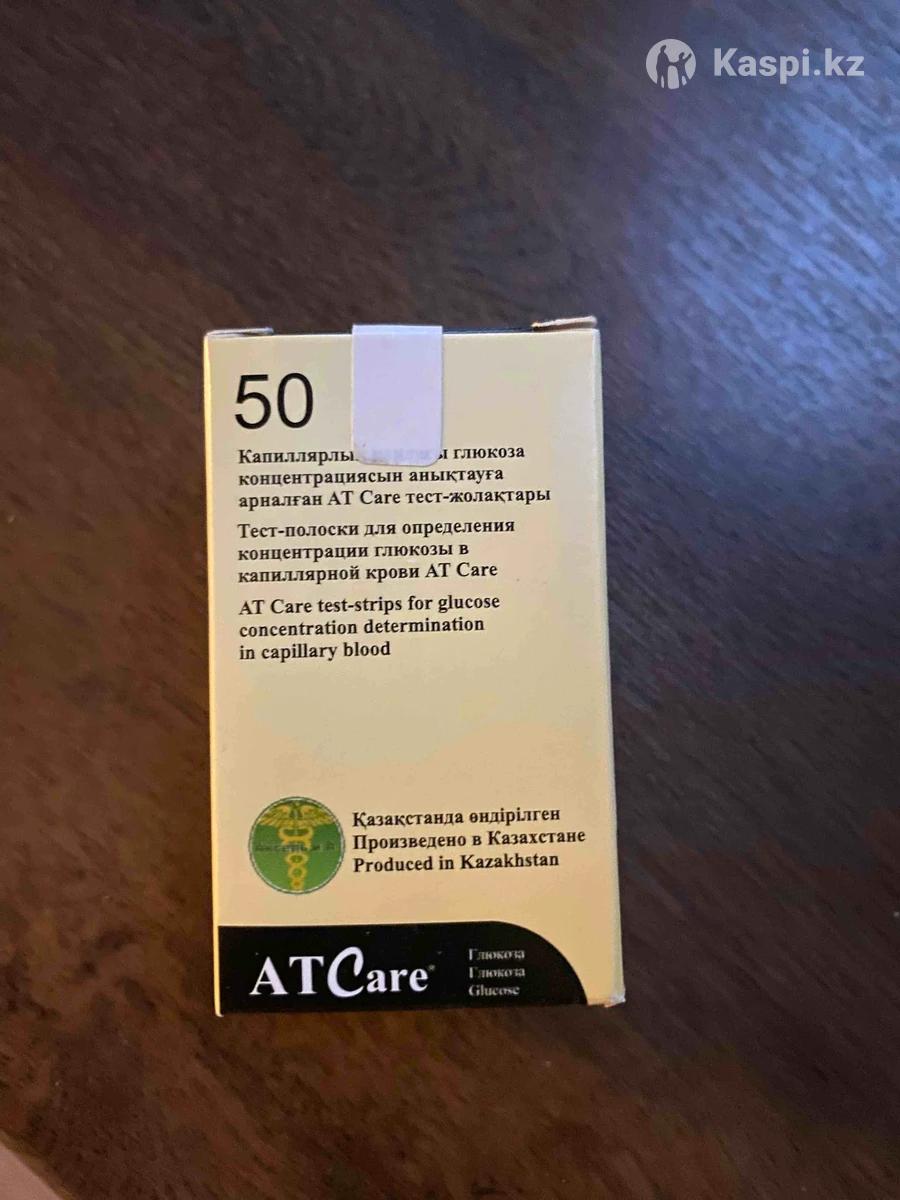 Kaspi.kz
50
глюкоза
концентрациясын анықтауға
арналған AT Care тест-жолақтары
Тест-полоски для определения
концентрации глюкозы в
капиллярной крови AT Care
AT Care test-strips for glucose
concentration determination
in capillary blood
Қазақстанда өндірілген
Произведено в Казахстане
Produced in Kazakhstan
ATCare®
Глюкоза
Глюкоза
Glucose